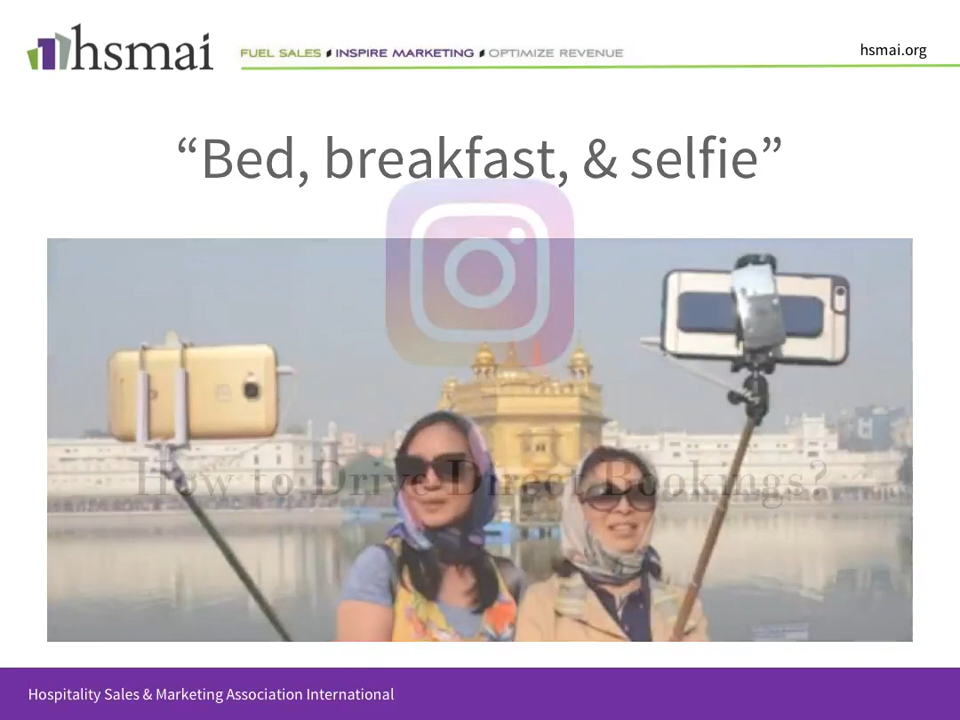 hsmai
FUEL SALES INSPIRE MARKETING OPTIMIZE REVENUE
hsmai.org
“Bed, breakfast, & selfie”
How to Drive Direct Bookings?
Hospitality Sales & Marketing Association International